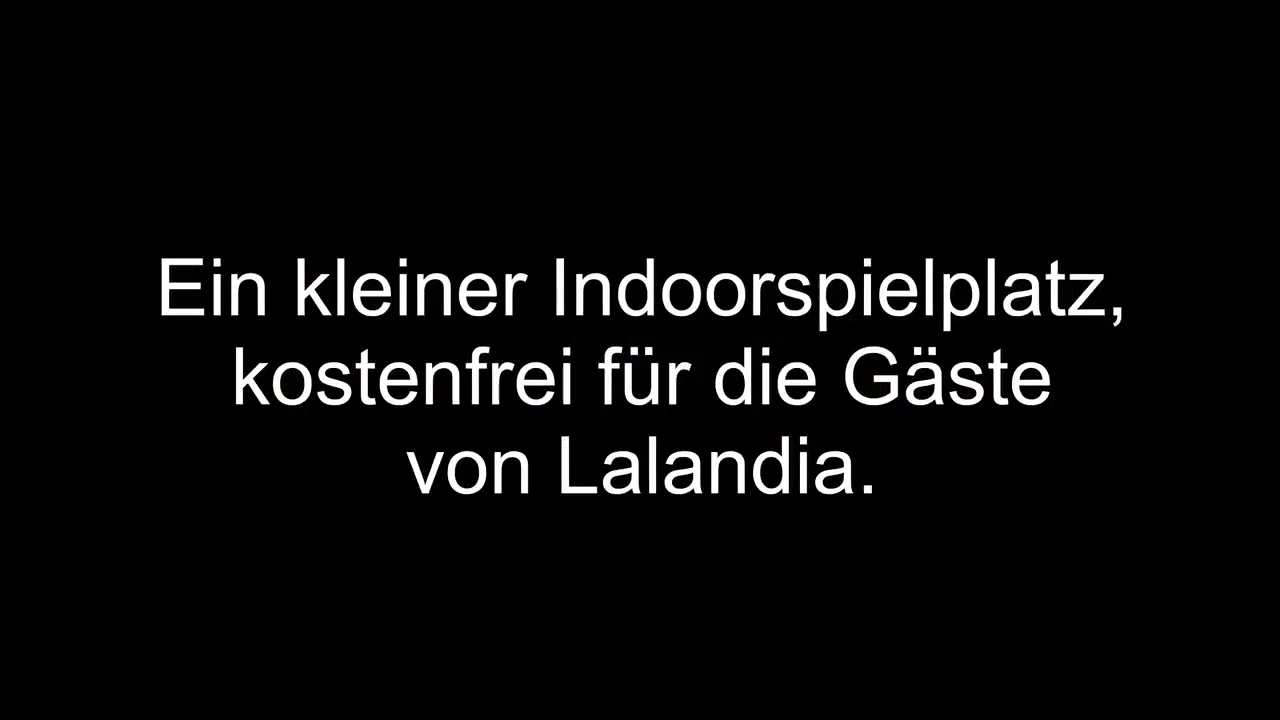 Ein kleiner Indoorspielplatz,
kostenfrei für die Gäste
von Lalandia.